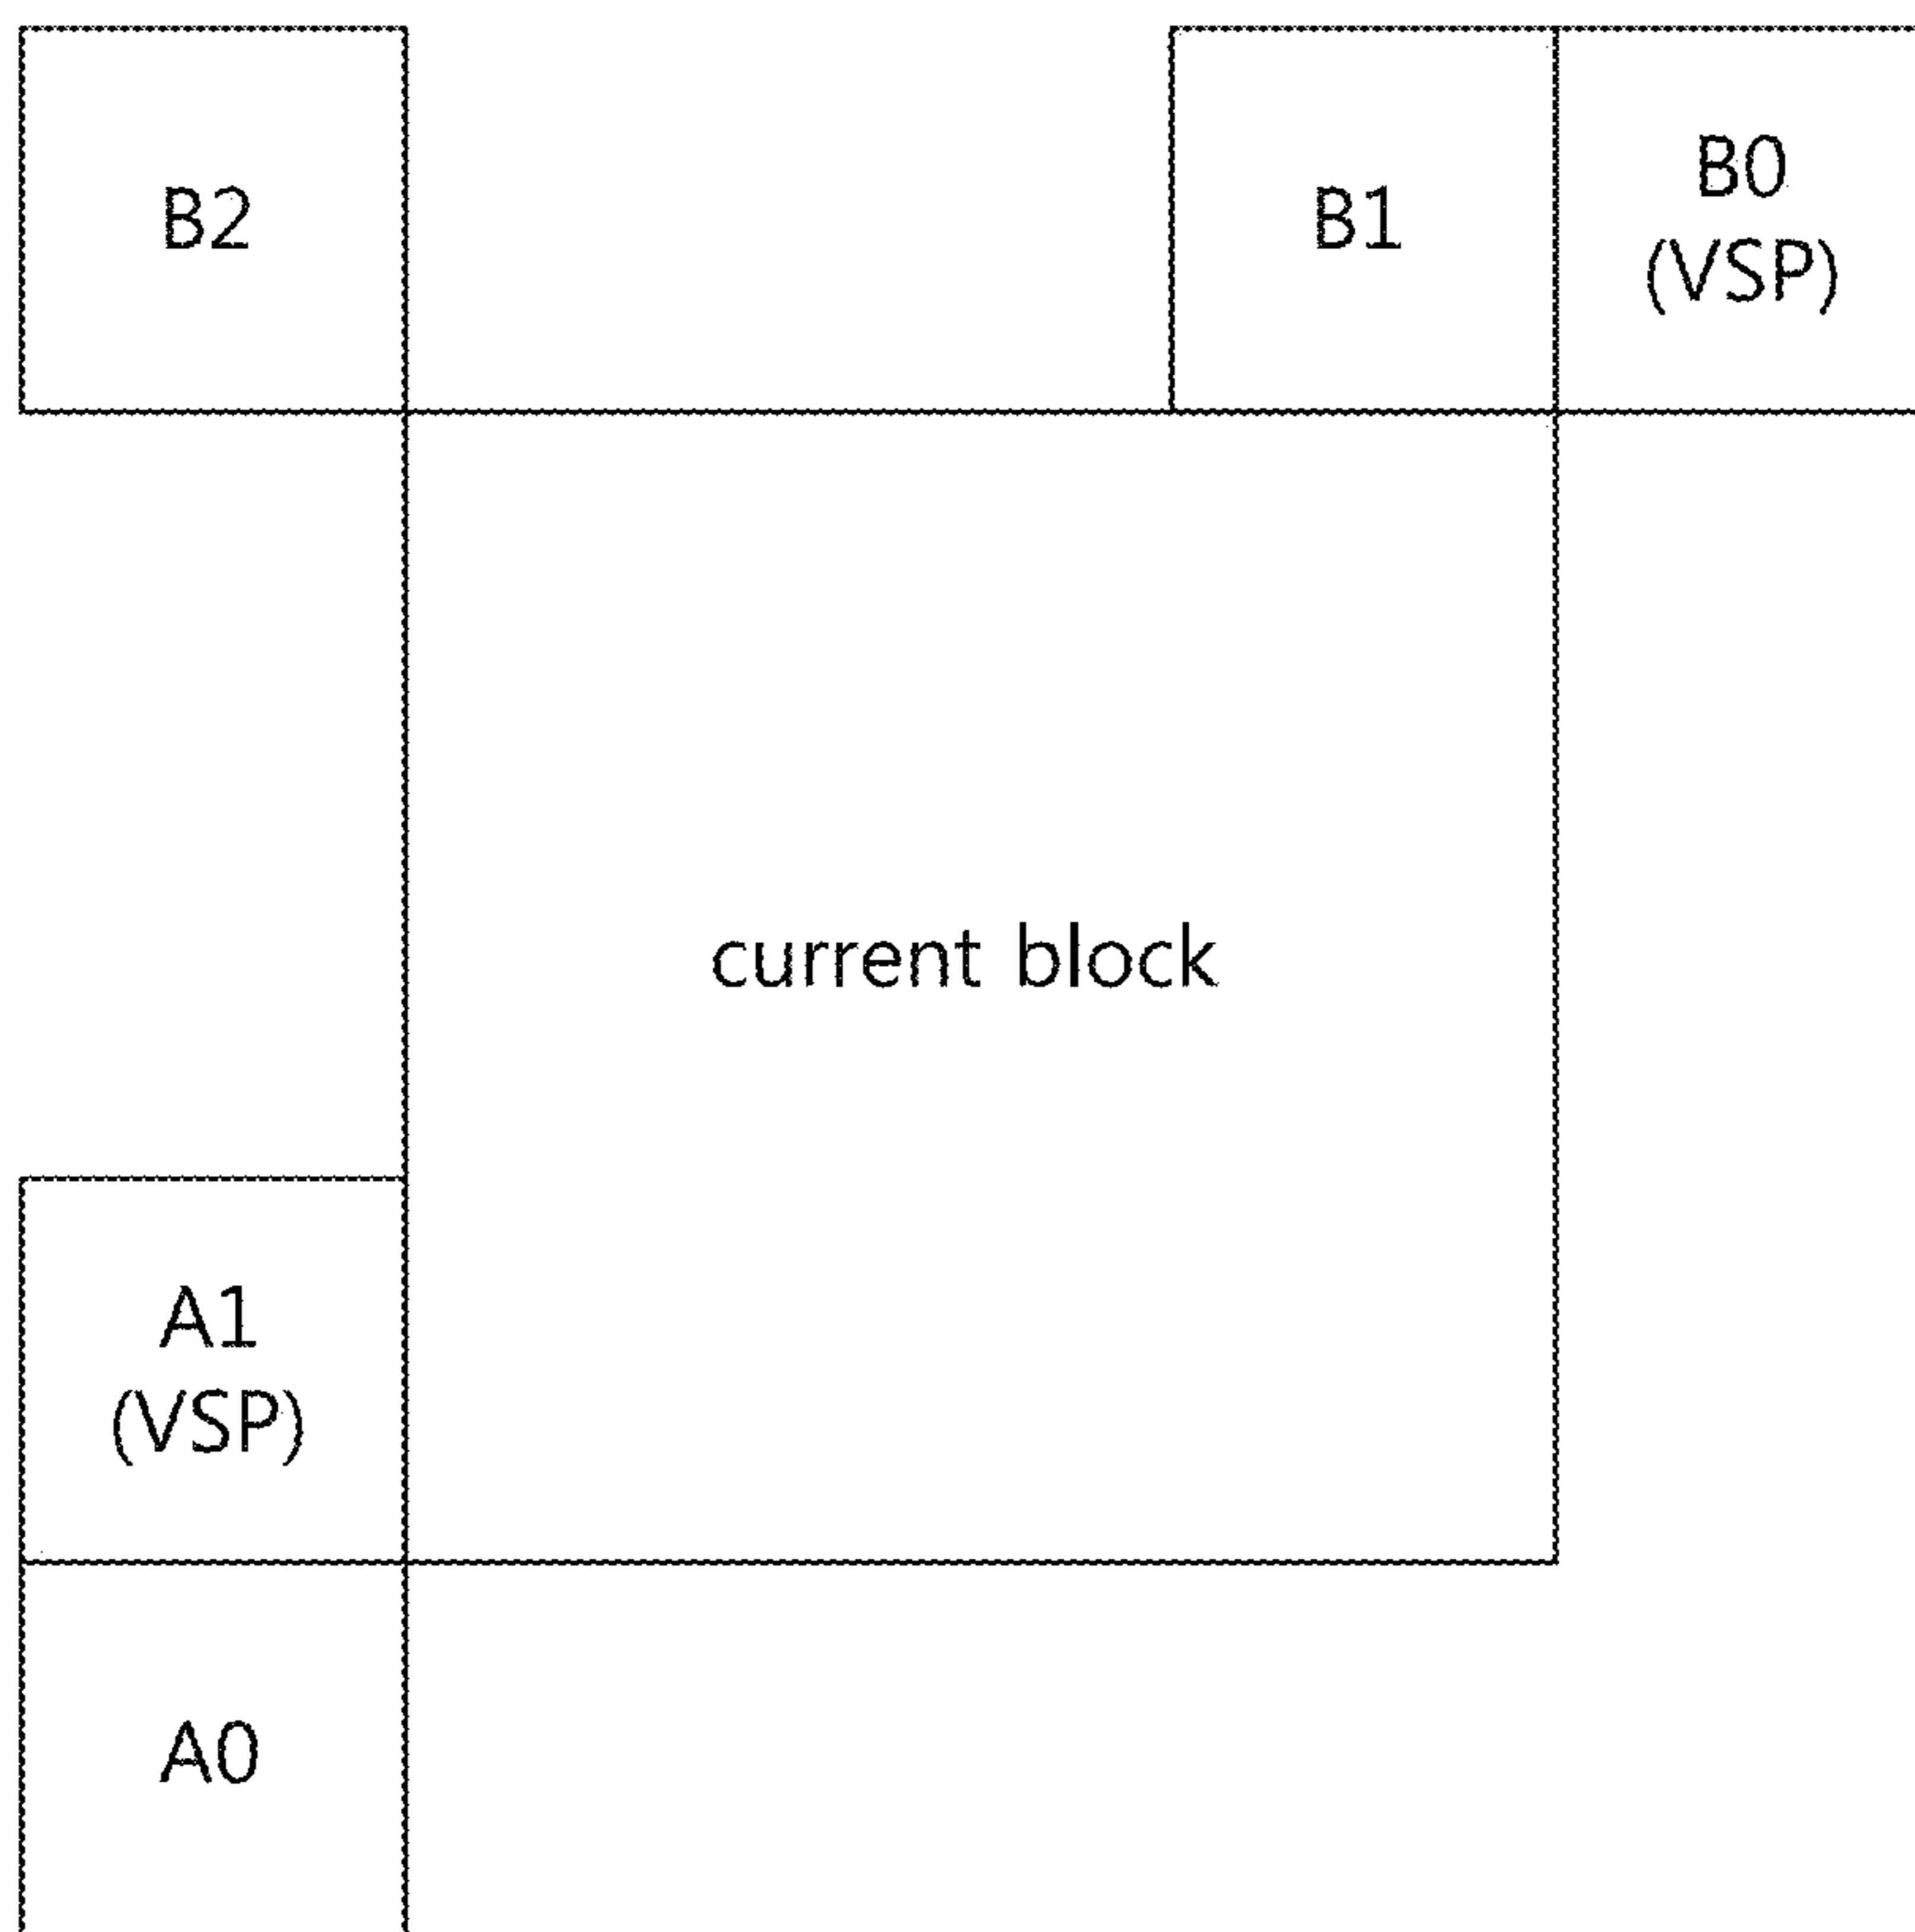 B2
B1
B0
(VSP)
current block
A1
(VSP)
A0